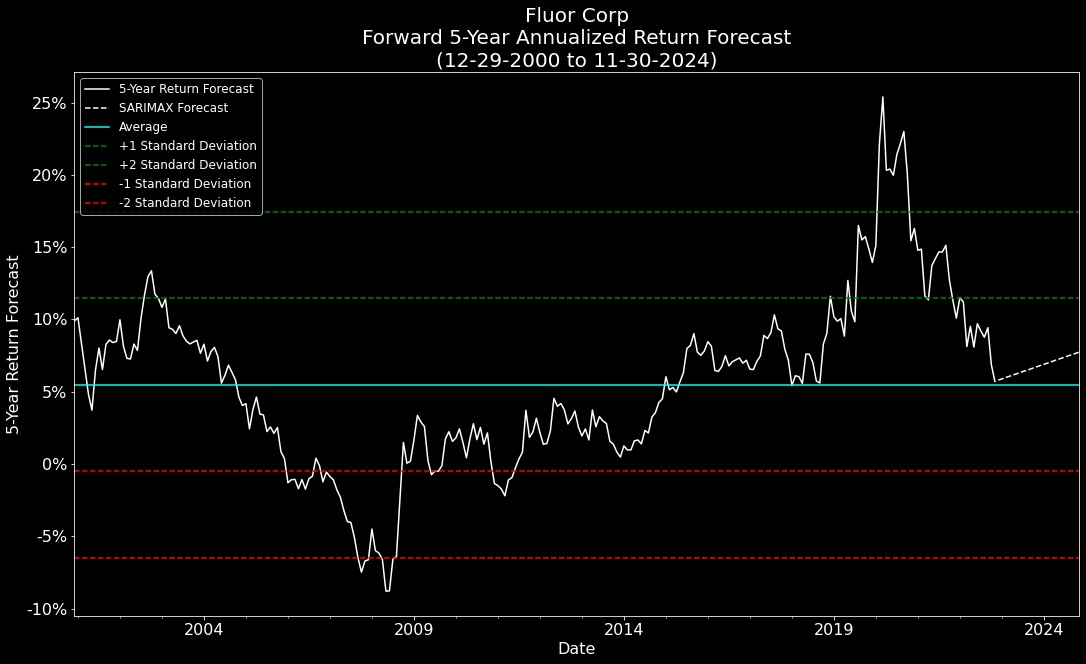 Fluor Corp
Forward 5-Year Annualized Return Forecast
(12-29-2000 to 11-30-2024)
5-Year Return Forecast
SARIMAX Forecast
Average
+1 Standard Deviation
+2 Standard Deviation
-1 Standard Deviation
-2 Standard Deviation
5-Year Return Forecast
25%
20%
15%
10%
5%
0%
-5%
-10%
2004 2009 2014 2019 2024
Date